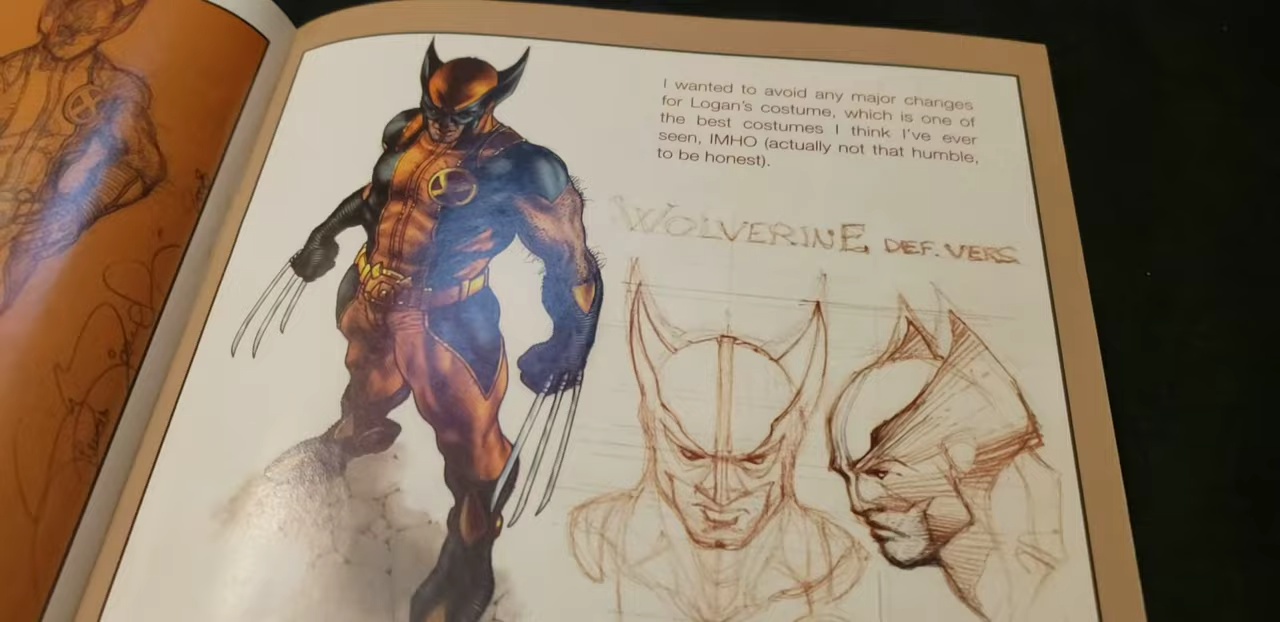 I wanted to avoid any major changes
for Logan's costume, which is one of
the best costumes I think I've ever
seen, IMHO (actually not that humble,
to be honest).
WOLVERINE DEF. VERS